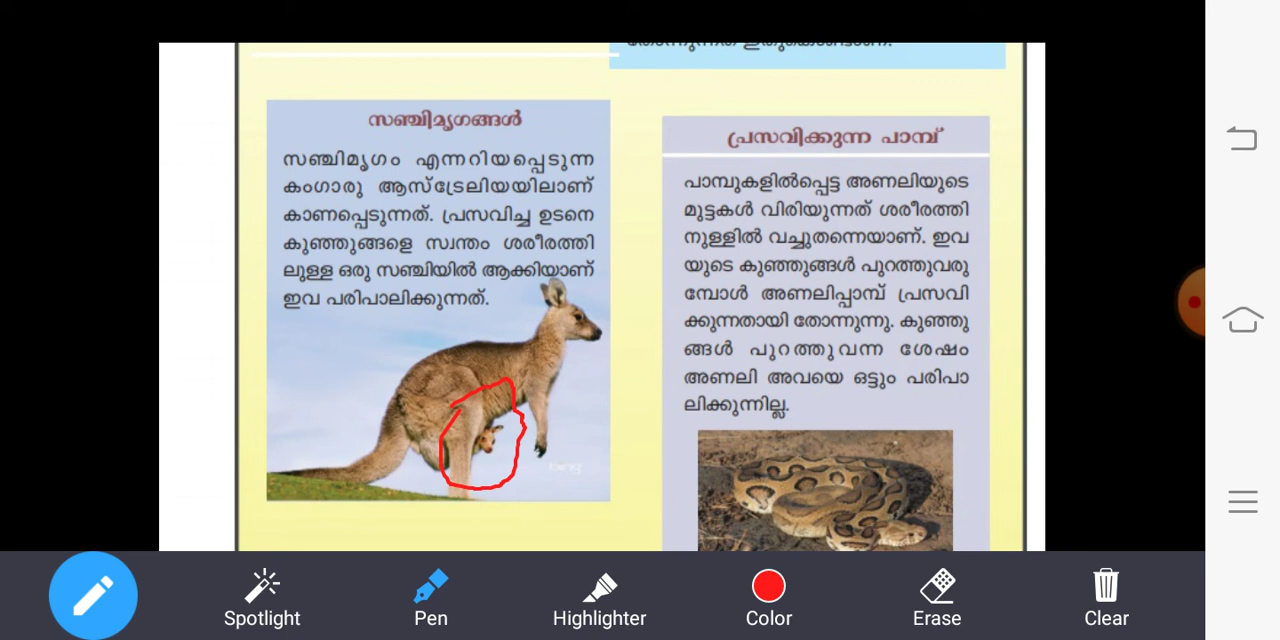 സഞ്ചിമൃഗങ്ങൾ
സഞ്ചിമൃഗം എന്നറിയപ്പെടുന്ന
കംഗാരു ആസ്ട്രേലിയയിലാണ്
കാണപ്പെടുന്നത്. പ്രസവിച്ച ഉടനെ
കുഞ്ഞുങ്ങളെ സ്വന്തം ശരീരത്തി
ലുള്ള ഒരു സഞ്ചിയിൽ ആക്കിയാണ്
ഇവ പരിപാലിക്കുന്നത്.
പ്രസവിക്കുന്ന പാമ്പ്
പാമ്പുകളിൽപ്പെട്ട അണലിയുടെ
മുട്ടകൾ വിരിയുന്നത് ശരീരത്തി
നുള്ളിൽ വച്ചുതന്നെയാണ്. ഇവ
യുടെ കുഞ്ഞുങ്ങൾ പുറത്തുവരു
മ്പോൾ അണലിപ്പാമ്പ് പ്രസവി
ക്കുന്നതായി തോന്നുന്നു. കുഞ്ഞു
ങ്ങൾ പുറത്തുവന്ന ശേഷം
അണലി അവയെ ഒട്ടും പരിപാ
ലിക്കുന്നില്ല.
Spotlight
Pen
Highlighter
Color
Erase
Clear